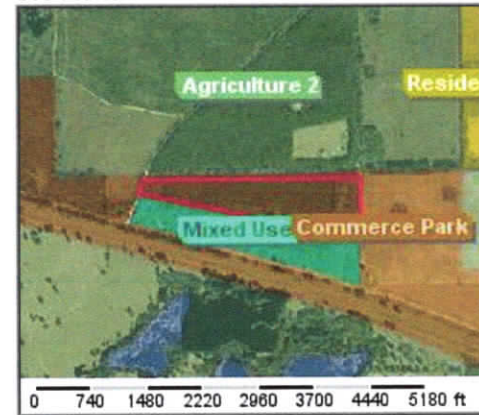 Agriculture 2
Reside
Mixed Use
Commerce Park
0 740 1480 2220 2960 3700 4440 5180 ft